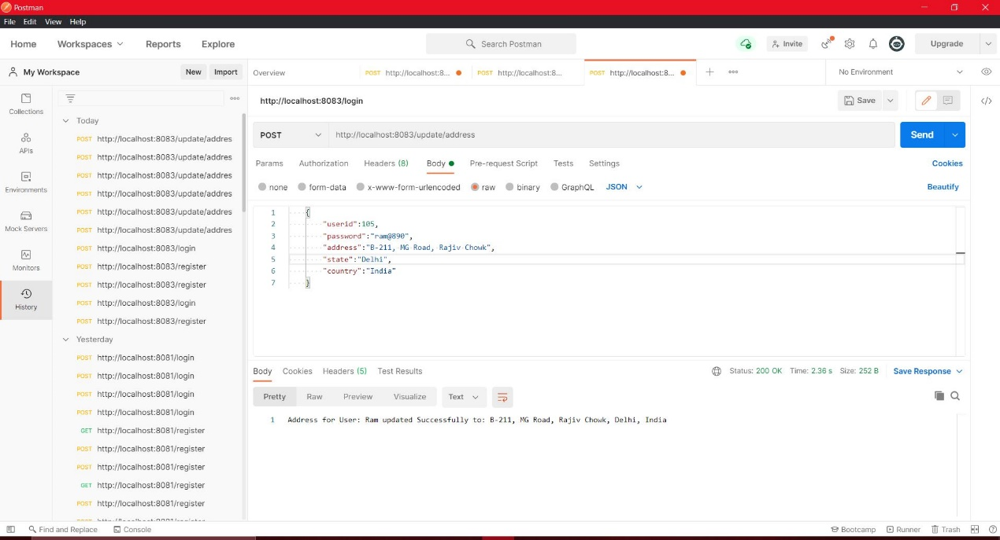 Postman
File Edit View Help
Home Workspaces Reports Explore Search Postman Invite Upgrade
My Workspace New Import
Overview POST http://localhost:8... POST http://localhost:8... POST http://localhost:8... No Environment
http://localhost:8083/login Save
POST http://localhost:8083/update/address Send
Params Authorization Headers (8) Body Pre-request Script Tests Settings Cookies
none form-data x-www-form-urlencoded raw binary GraphQL JSON Beautify
1 {
2 "userid":105,
3 "password":"ram@890",
4 "address":"B-211, MG Road, Rajiv Chowk",
5 "state":"Delhi",
6 "country":"India"
7 }
Body Cookies Headers (5) Test Results Status: 200 OK Time: 2.36 s Size: 252 B Save Response
Pretty Raw Preview Visualize Text
1 Address for User: Ram updated Successfully to: B-211, MG Road, Rajiv Chowk, Delhi, India
Collections
APIs
Environments
Mock Servers
Monitors
History
Today
POST http://localhost:8083/update/addres
POST http://localhost:8083/update/addres
POST http://localhost:8083/update/addres
POST http://localhost:8083/update/addres
POST http://localhost:8083/update/addres
POST http://localhost:8083/update/addres
POST http://localhost:8083/login
POST http://localhost:8083/register
POST http://localhost:8083/register
POST http://localhost:8083/login
POST http://localhost:8083/register
Yesterday
POST http://localhost:8081/login
POST http://localhost:8081/login
POST http://localhost:8081/login
POST http://localhost:8081/login
GET http://localhost:8081/register
POST http://localhost:8081/register
POST http://localhost:8081/register
GET http://localhost:8081/register
POST http://localhost:8081/register
Find and Replace Console Bootcamp Runner Trash